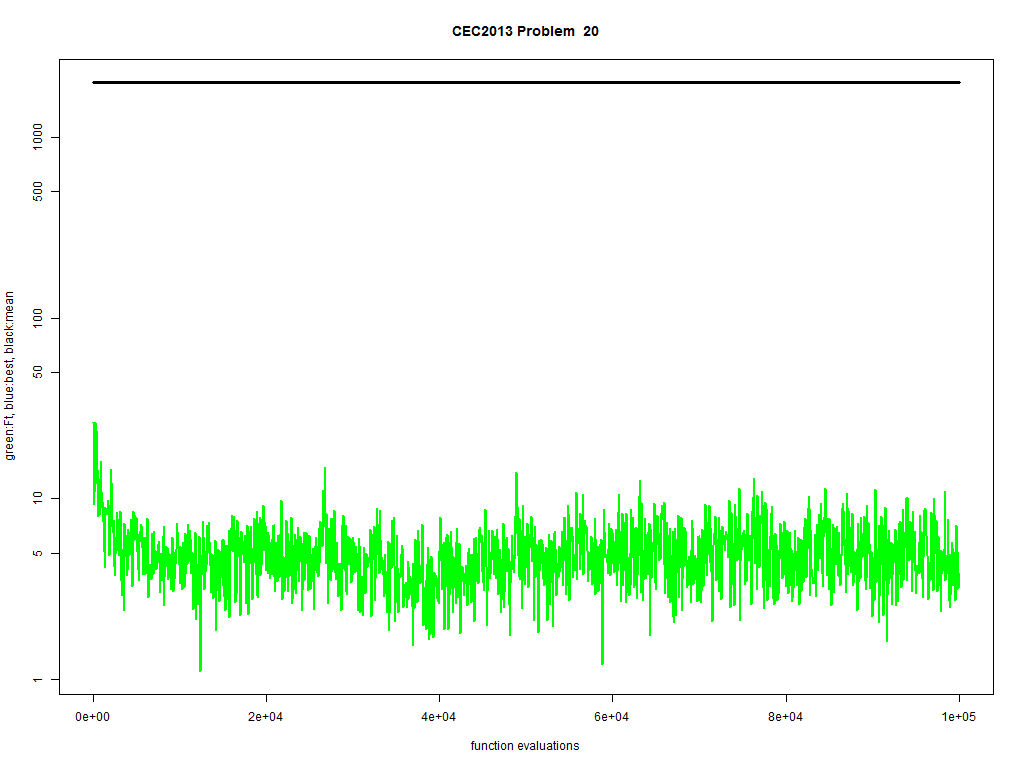 CEC2013 Problem  20
green:Ft, blue:best, black:mean
1000
500
100
50
10
5
1
0e+00
2e+04
4e+04
6e+04
8e+04
1e+05
function evaluations